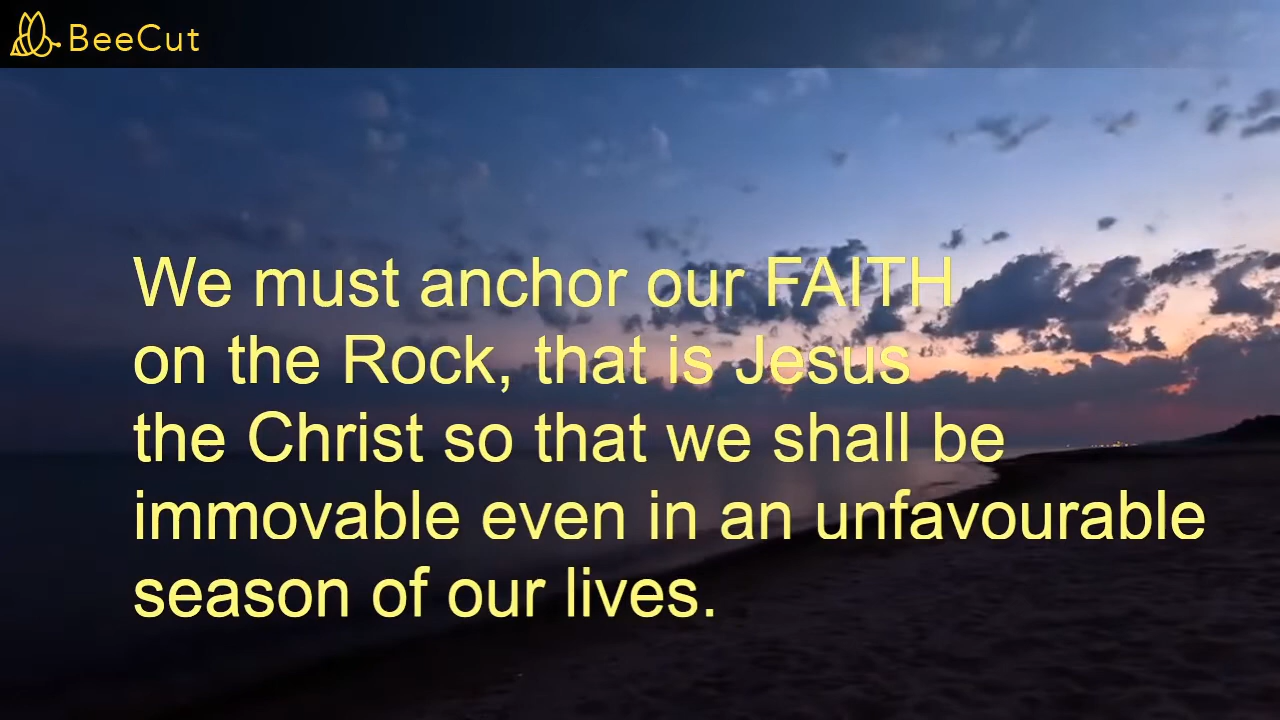 BeeCut
We must anchor our FAITH
on the Rock, that is Jesus
the Christ so that we shall be
immovable even in an unfavourable
season of our lives.